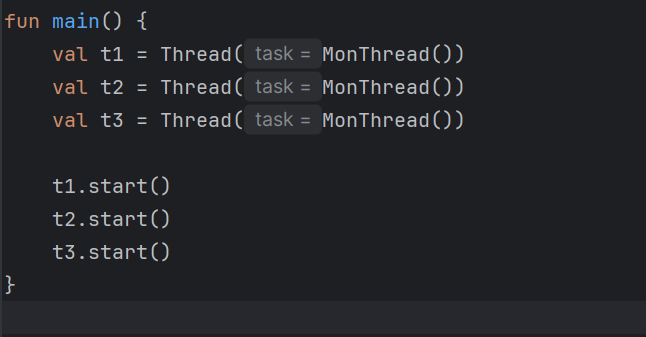 fun main() {
    val t1 = Thread( task = MonThread())
    val t2 = Thread( task = MonThread())
    val t3 = Thread( task = MonThread())
    t1.start()
    t2.start()
    t3.start()
}